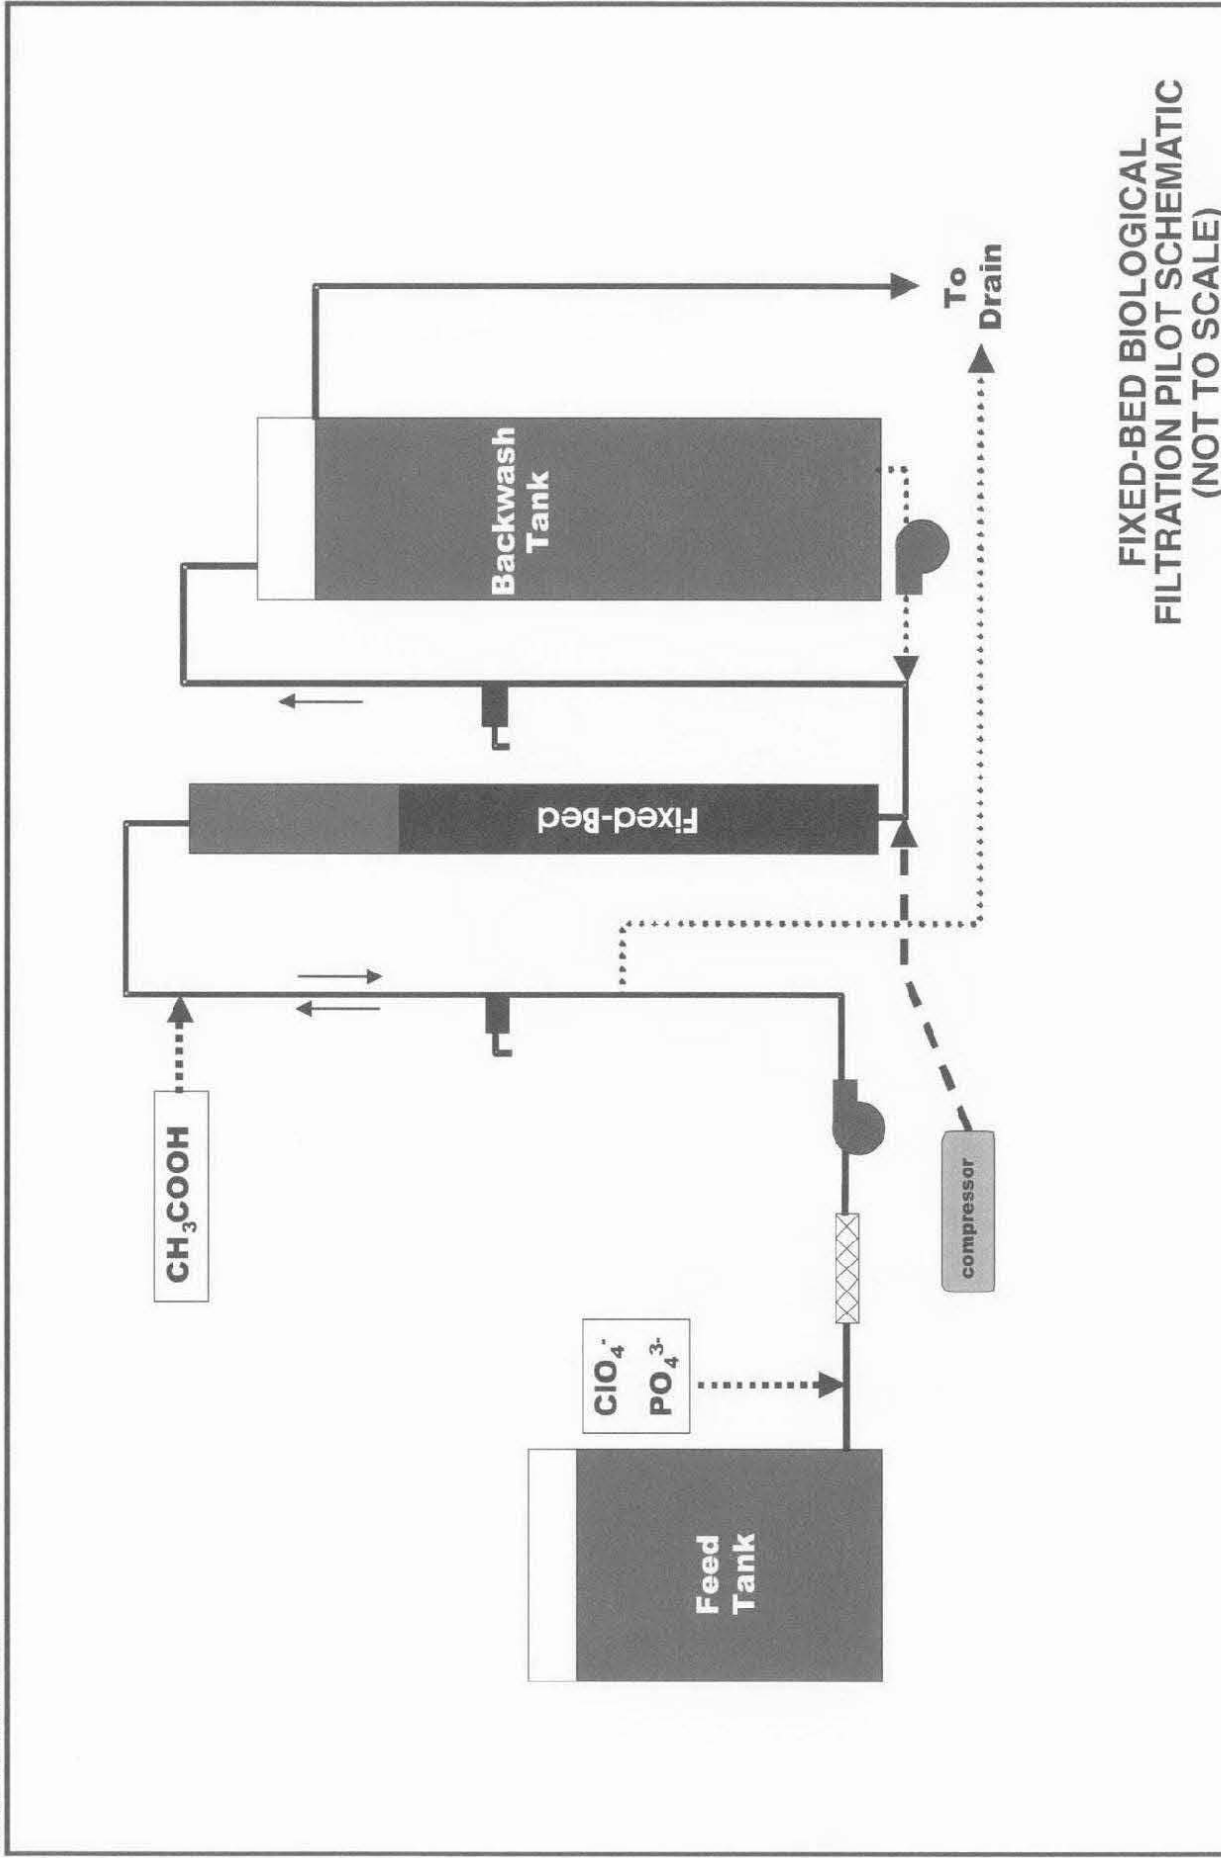 CH₃COOH
ClO₄⁻
PO₄³⁻
Feed
Tank
compressor
Fixed-Bed
Backwash
Tank
To
Drain
FIXED-BED BIOLOGICAL
FILTRATION PILOT SCHEMATIC
(NOT TO SCALE)